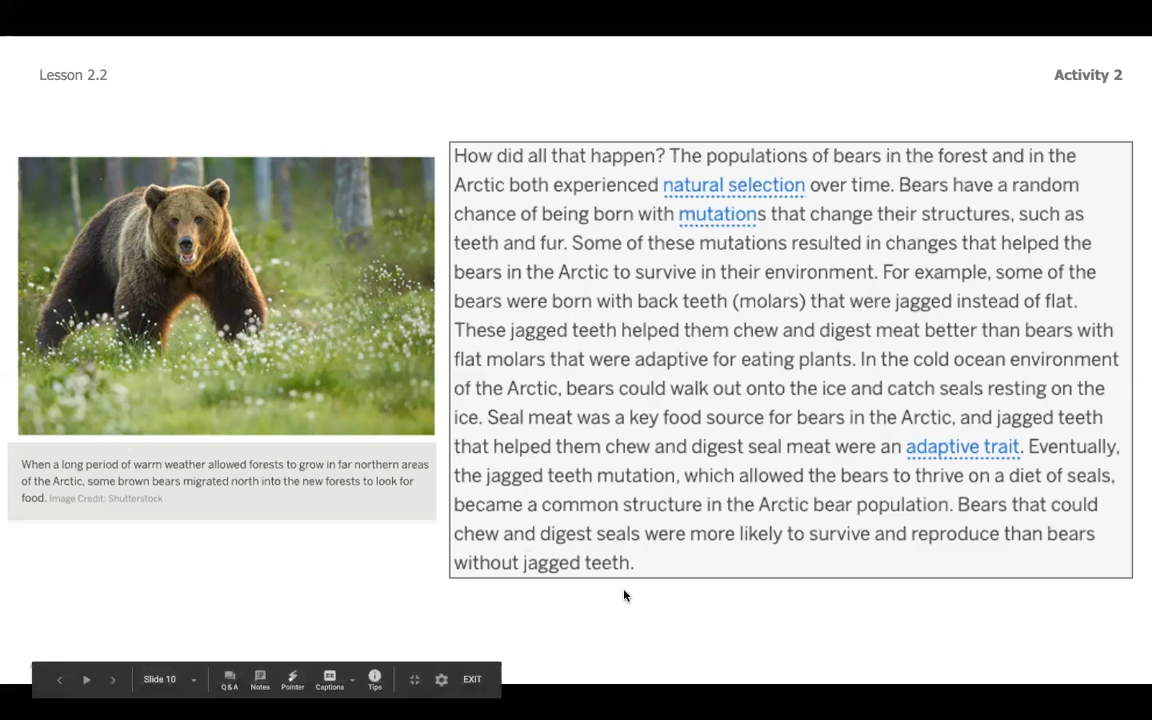 Lesson 2.2
Activity 2
How did all that happen? The populations of bears in the forest and in the
Arctic both experienced natural selection over time. Bears have a random
chance of being born with mutations that change their structures, such as
teeth and fur. Some of these mutations resulted in changes that helped the
bears in the Arctic to survive in their environment. For example, some of the
bears were born with back teeth (molars) that were jagged instead of flat.
These jagged teeth helped them chew and digest meat better than bears with
flat molars that were adaptive for eating plants. In the cold ocean environment
of the Arctic, bears could walk out onto the ice and catch seals resting on the
ice. Seal meat was a key food source for bears in the Arctic, and jagged teeth
that helped them chew and digest seal meat were an adaptive trait. Eventually,
the jagged teeth mutation, which allowed the bears to thrive on a diet of seals,
became a common structure in the Arctic bear population. Bears that could
chew and digest seals were more likely to survive and reproduce than bears
without jagged teeth.
When a long period of warm weather allowed forests to grow in far northern areas
of the Arctic, some brown bears migrated north into the new forests to look for
food. Image Credit: Shutterstock
Slide 10
Q&A
Notes
Pointer
CC
Captions
Tips
EXIT